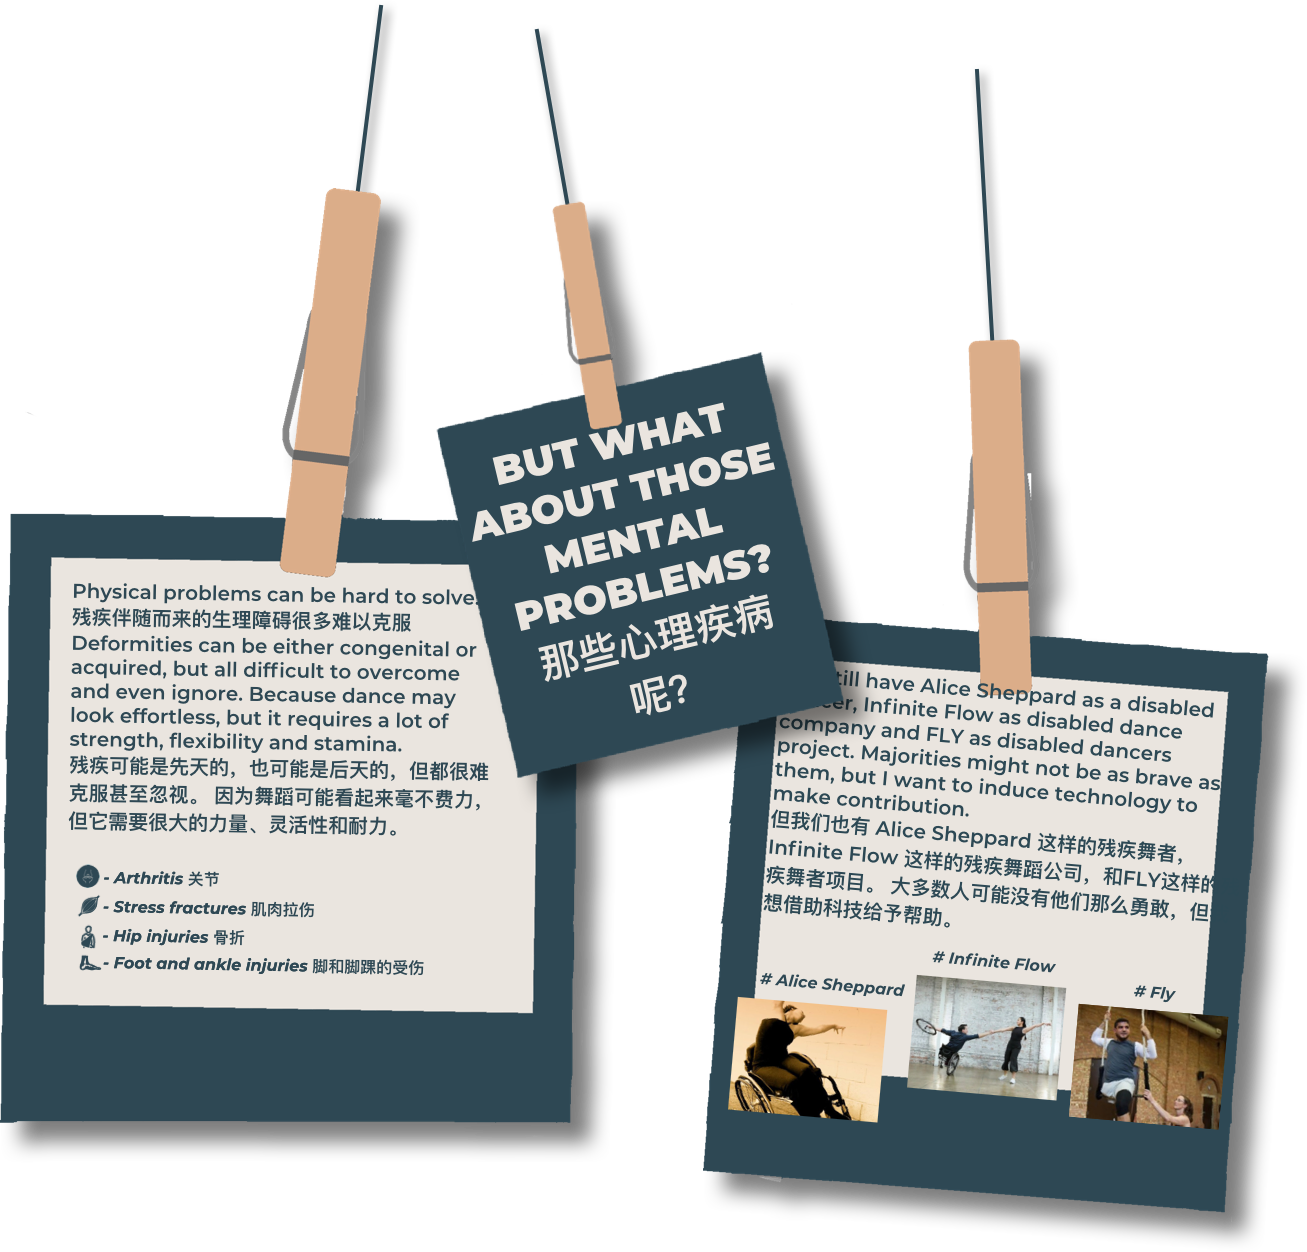 Physical problems can be hard to solve.
残疾伴随而来的生理障碍很多难以克服
Deformities can be either congenital or
acquired, but all difficult to overcome
and even ignore. Because dance may
look effortless, but it requires a lot of
strength, flexibility and stamina.
残疾可能是先天的，也可能是后天的，但都很难
克服甚至忽视。 因为舞蹈可能看起来毫不费力，
但它需要很大的力量、灵活性和耐力。
- Arthritis 关节
- Stress fractures 肌肉拉伤
- Hip injuries 骨折
- Foot and ankle injuries 脚和脚踝的受伤
BUT WHAT
ABOUT THOSE
MENTAL
PROBLEMS?
那些心理疾病
呢?
have Alice Sheppard as a disabled
Infinite Flow as disabled dance
company and FLY as disabled dancers
project. Majorities might not be as brave as
them, but I want to induce technology to
make contribution.
但我们也有 Alice Sheppard 这样的残疾舞者，
Infinite Flow 这样的残疾舞蹈公司，和FLY这样的
疾舞者项目。 大多数人可能没有他们那么勇敢，但
想借助科技给予帮助。
# Alice Sheppard
# Infinite Flow
# Fly